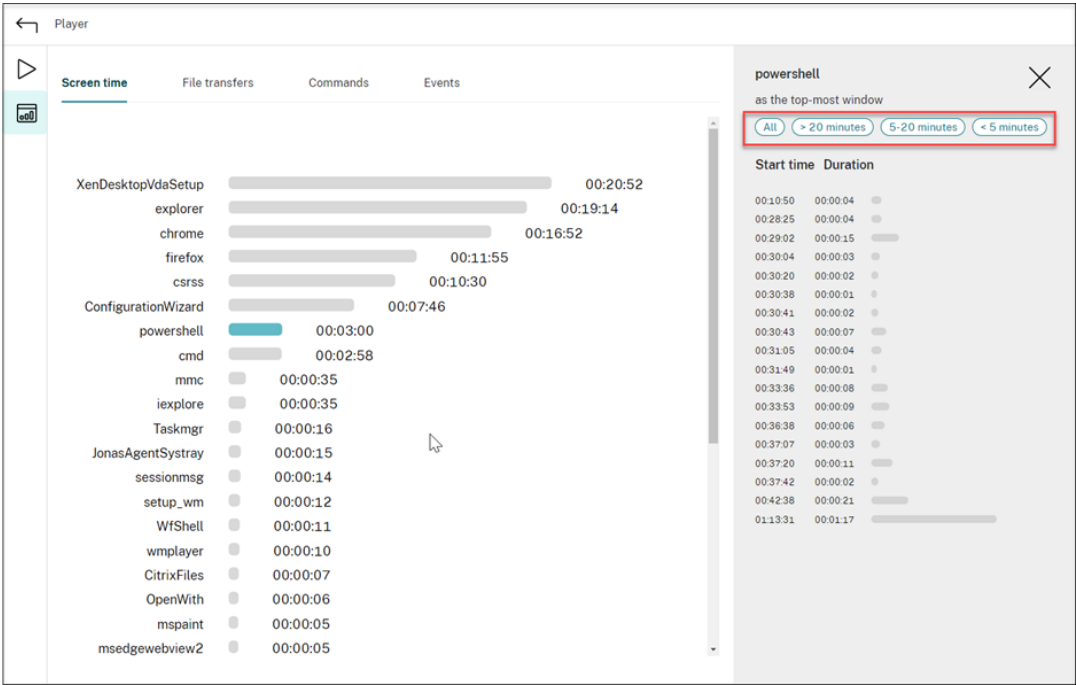 Player
Screen time File transfers Commands Events
XenDesktopVdaSetup 00:20:52
explorer 00:19:14
chrome 00:16:52
firefox 00:11:55
csrss 00:10:30
ConfigurationWizard 00:07:46
powershell 00:03:00
cmd 00:02:58
mmc 00:00:35
iexplore 00:00:35
Taskmgr 00:00:16
JonasAgentSystray 00:00:15
sessionmsg 00:00:14
setup_wm 00:00:12
WfShell 00:00:11
wmplayer 00:00:10
CitrixFiles 00:00:07
OpenWith 00:00:06
mspaint 00:00:05
msedgewebview2 00:00:05
powershell
as the top-most window
All > 20 minutes 5-20 minutes < 5 minutes
Start time Duration
00:10:50 00:00:04
00:28:25 00:00:04
00:29:02 00:00:15
00:30:04 00:00:03
00:30:20 00:00:02
00:30:38 00:00:01
00:30:41 00:00:02
00:30:43 00:00:07
00:31:05 00:00:04
00:31:49 00:00:01
00:33:36 00:00:08
00:33:53 00:00:09
00:36:38 00:00:06
00:37:07 00:00:03
00:37:20 00:00:11
00:37:42 00:00:02
00:42:38 00:00:21
01:13:31 00:01:17